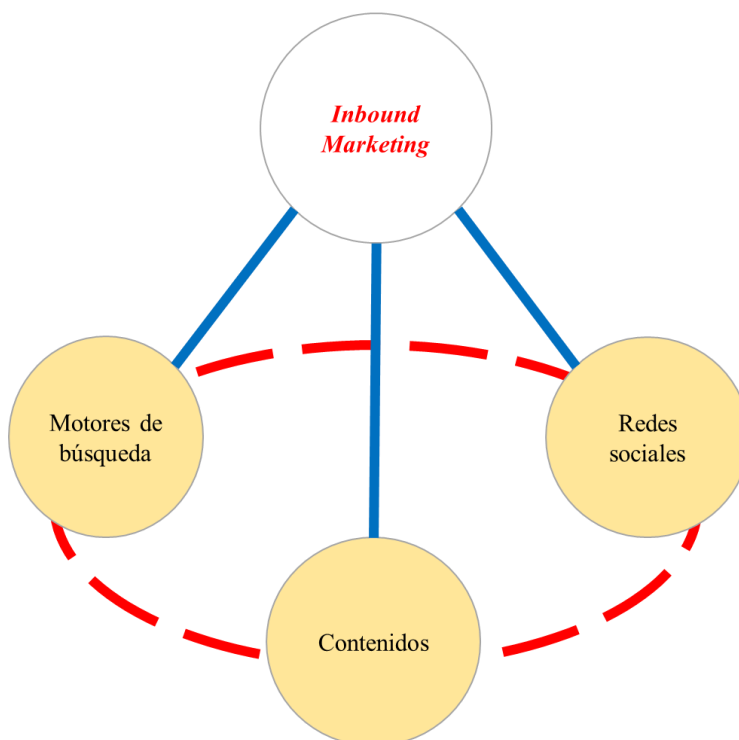 Inbound
Marketing
Motores de
búsqueda
Redes
sociales
Contenidos